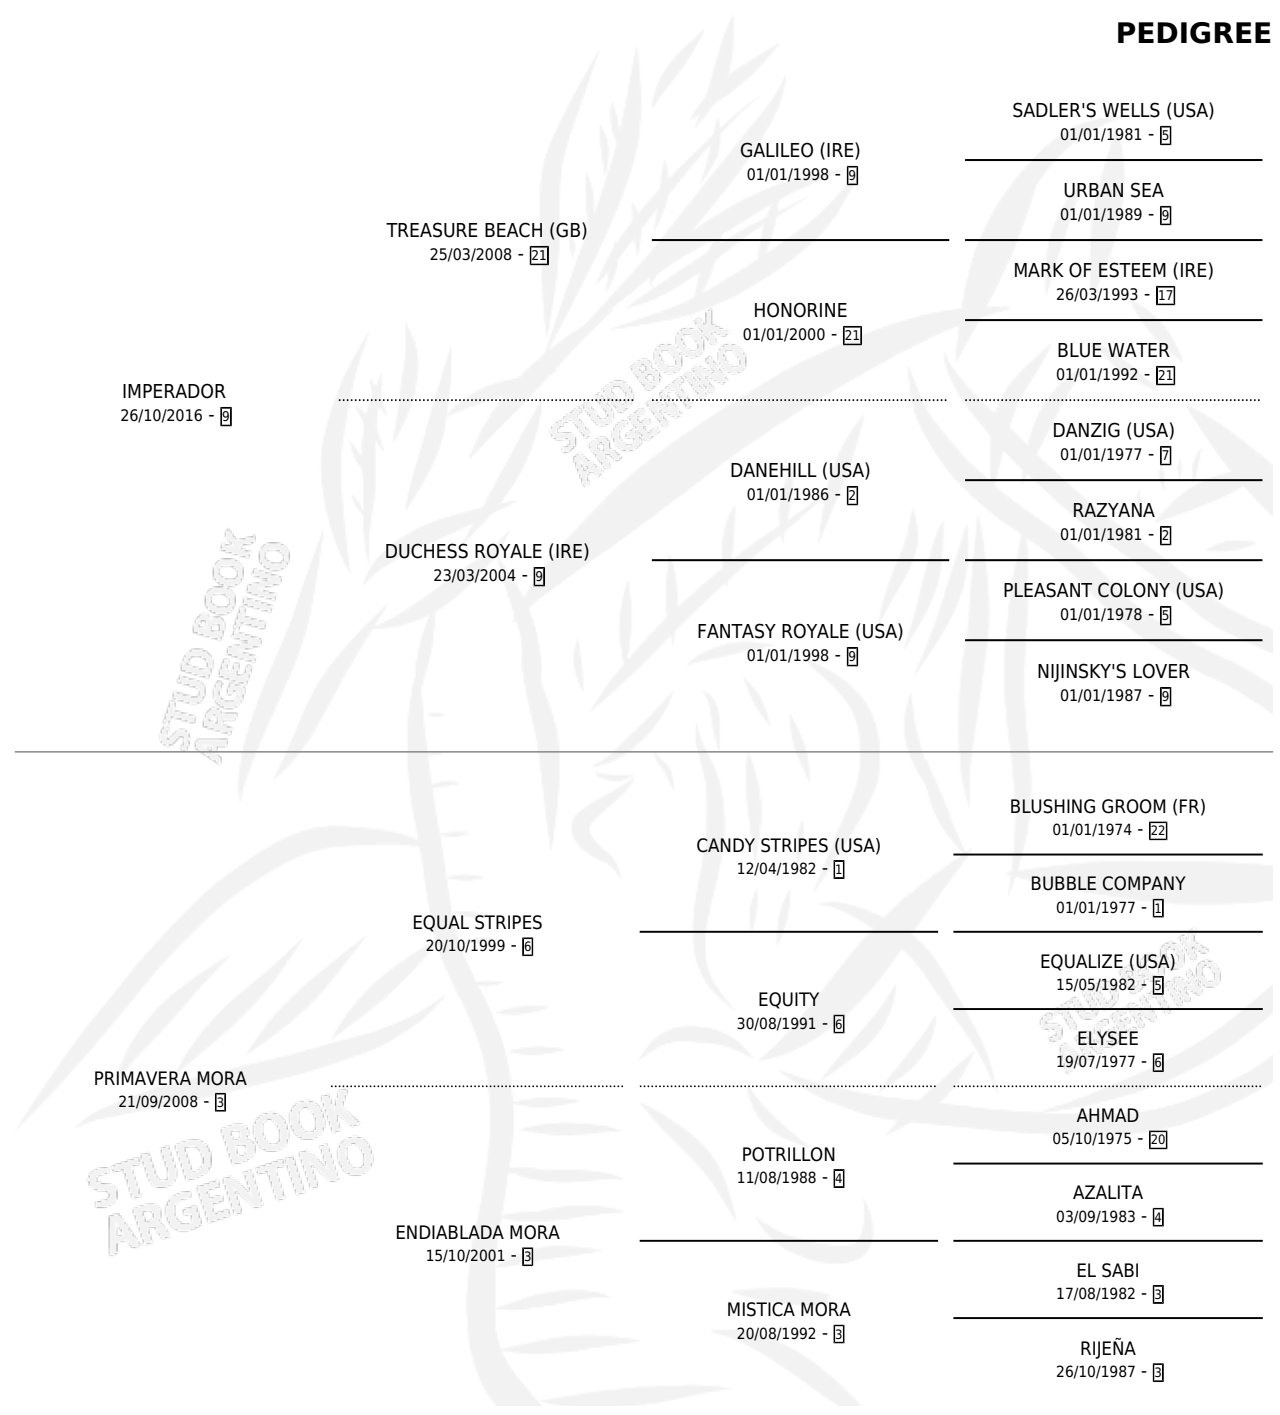 PEDIGREE
SADLER'S WELLS (USA)
01/01/1981 - 5
GALILEO (IRE)
01/01/1998 - 9
URBAN SEA
01/01/1989 - 9
TREASURE BEACH (GB)
25/03/2008 - 21
MARK OF ESTEEM (IRE)
26/03/1993 - 17
HONORINE
01/01/2000 - 21
BLUE WATER
01/01/1992 - 21
IMPERADOR
26/10/2016 - 9
STUD BOOK
ARGENTINO
DANZIG (USA)
01/01/1977 - 7
DANEHILL (USA)
01/01/1986 - 2
RAZYANA
01/01/1981 - 2
DUCHESS ROYALE (IRE)
23/03/2004 - 9
PLEASANT COLONY (USA)
01/01/1978 - 5
FANTASY ROYALE (USA)
01/01/1998 - 9
NIJINSKY'S LOVER
01/01/1987 - 9
STUD BOOK
ARGENTINO
BLUSHING GROOM (FR)
01/01/1974 - 22
CANDY STRIPES (USA)
12/04/1982 - 1
BUBBLE COMPANY
01/01/1977 - 1
EQUAL STRIPES
20/10/1999 - 6
EQUALIZE (USA)
15/05/1982 - 5
EQUITY
30/08/1991 - 6
STUD BOOK
ARGENTINO
ELYSEE
19/07/1977 - 6
PRIMAVERA MORA
21/09/2008 - 3
STUD BOOK
ARGENTINO
AHMAD
05/10/1975 - 20
POTRILLON
11/08/1988 - 4
AZALITA
03/09/1983 - 4
ENDIABLADA MORA
15/10/2001 - 3
EL SABI
17/08/1982 - 3
MISTICA MORA
20/08/1992 - 3
RIJEÑA
26/10/1987 - 3